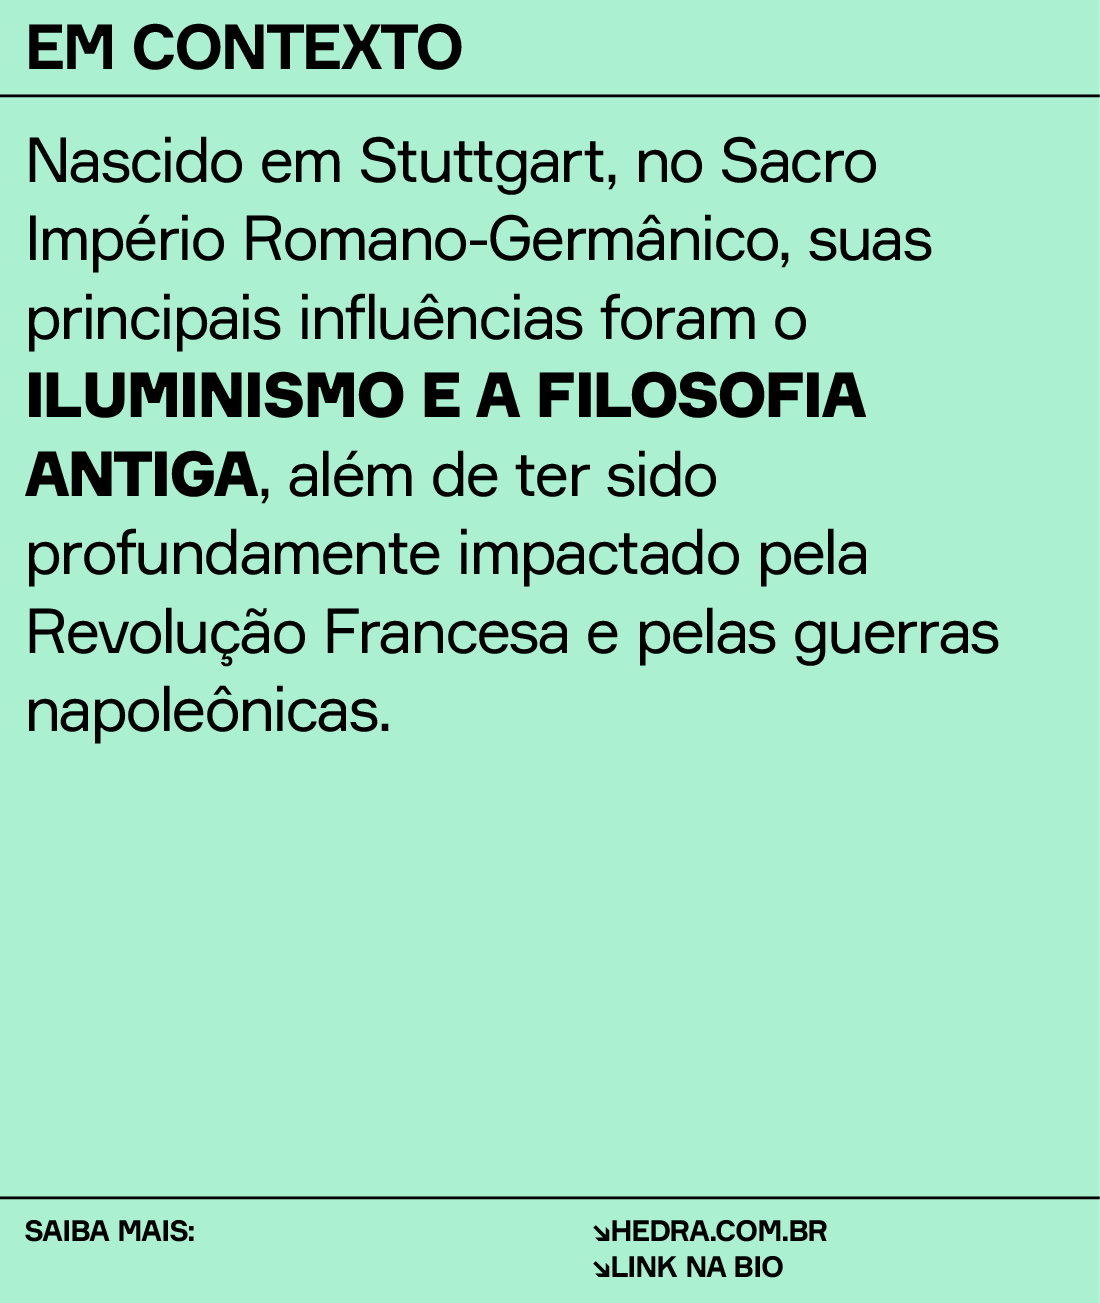 EM CONTEXTO
Nascido em Stuttgart, no Sacro
Império Romano-Germânico, suas
principais influências foram o
ILUMINISMO E A FILOSOFIA
ANTIGA, além de ter sido
profundamente impactado pela
Revolução Francesa e pelas guerras
napoleônicas.
SAIBA MAIS:
↘HEDRA.COM.BR
↘LINK NA BIO